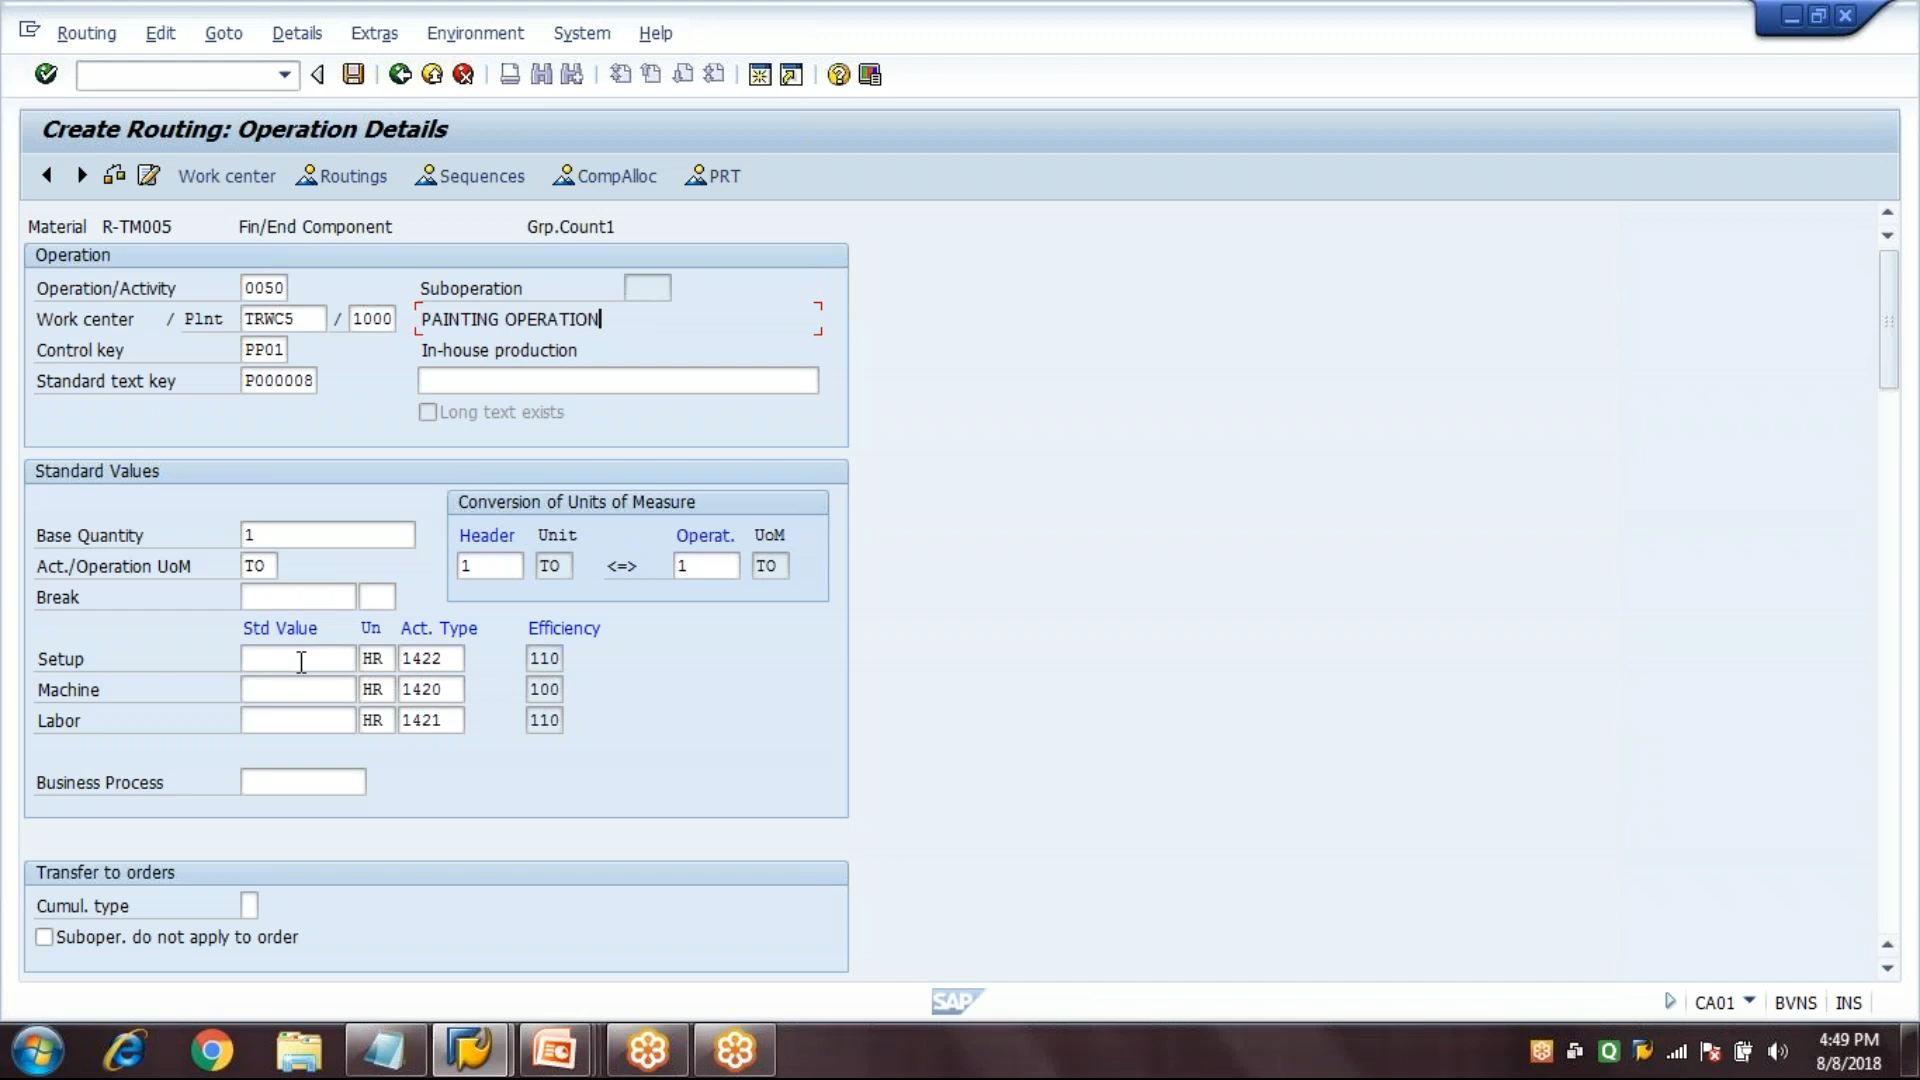 Routing Edit Goto Details Extras Environment System Help
Create Routing: Operation Details
Work center Routings Sequences CompAlloc PRT
Material R-TM005 Fin/End Component Grp.Count1
Operation
Operation/Activity 0050 Suboperation
Work center / Plnt TRWC5 / 1000 PAINTING OPERATION
Control key PP01 In-house production
Standard text key P000008
Long text exists
Standard Values
Conversion of Units of Measure
Base Quantity 1 Header Unit Operat. UoM
Act./Operation UoM TO 1 TO <=> 1 TO
Break
Std Value Un Act. Type Efficiency
Setup HR 1422 110
Machine HR 1420 100
Labor HR 1421 110
Business Process
Transfer to orders
Cumul. type
Suboper. do not apply to order
SAP CA01 BVNS INS
4:49 PM
8/8/2018